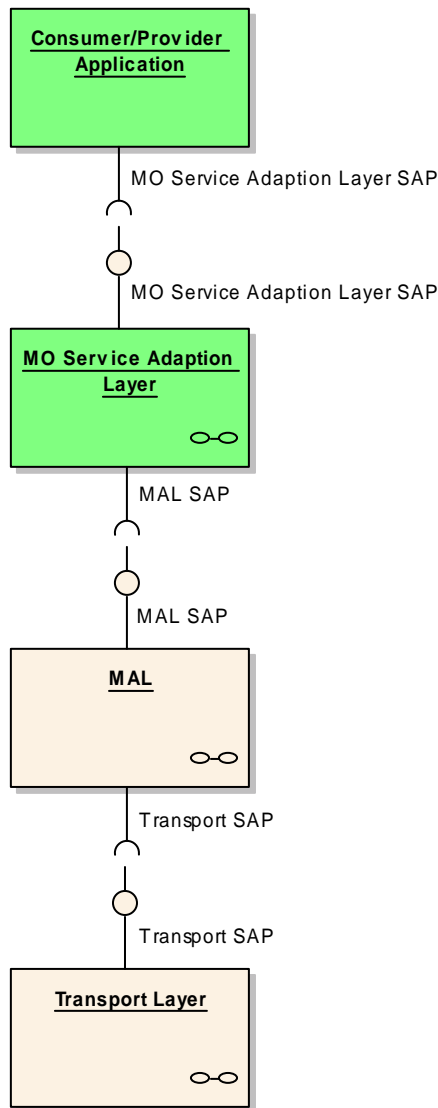 Consumer/Provider
Application
MO Service Adaption Layer SAP
MO Service Adaption Layer SAP
MO Service Adaption
Layer
MAL SAP
MAL SAP
MAL
Transport SAP
Transport SAP
Transport Layer